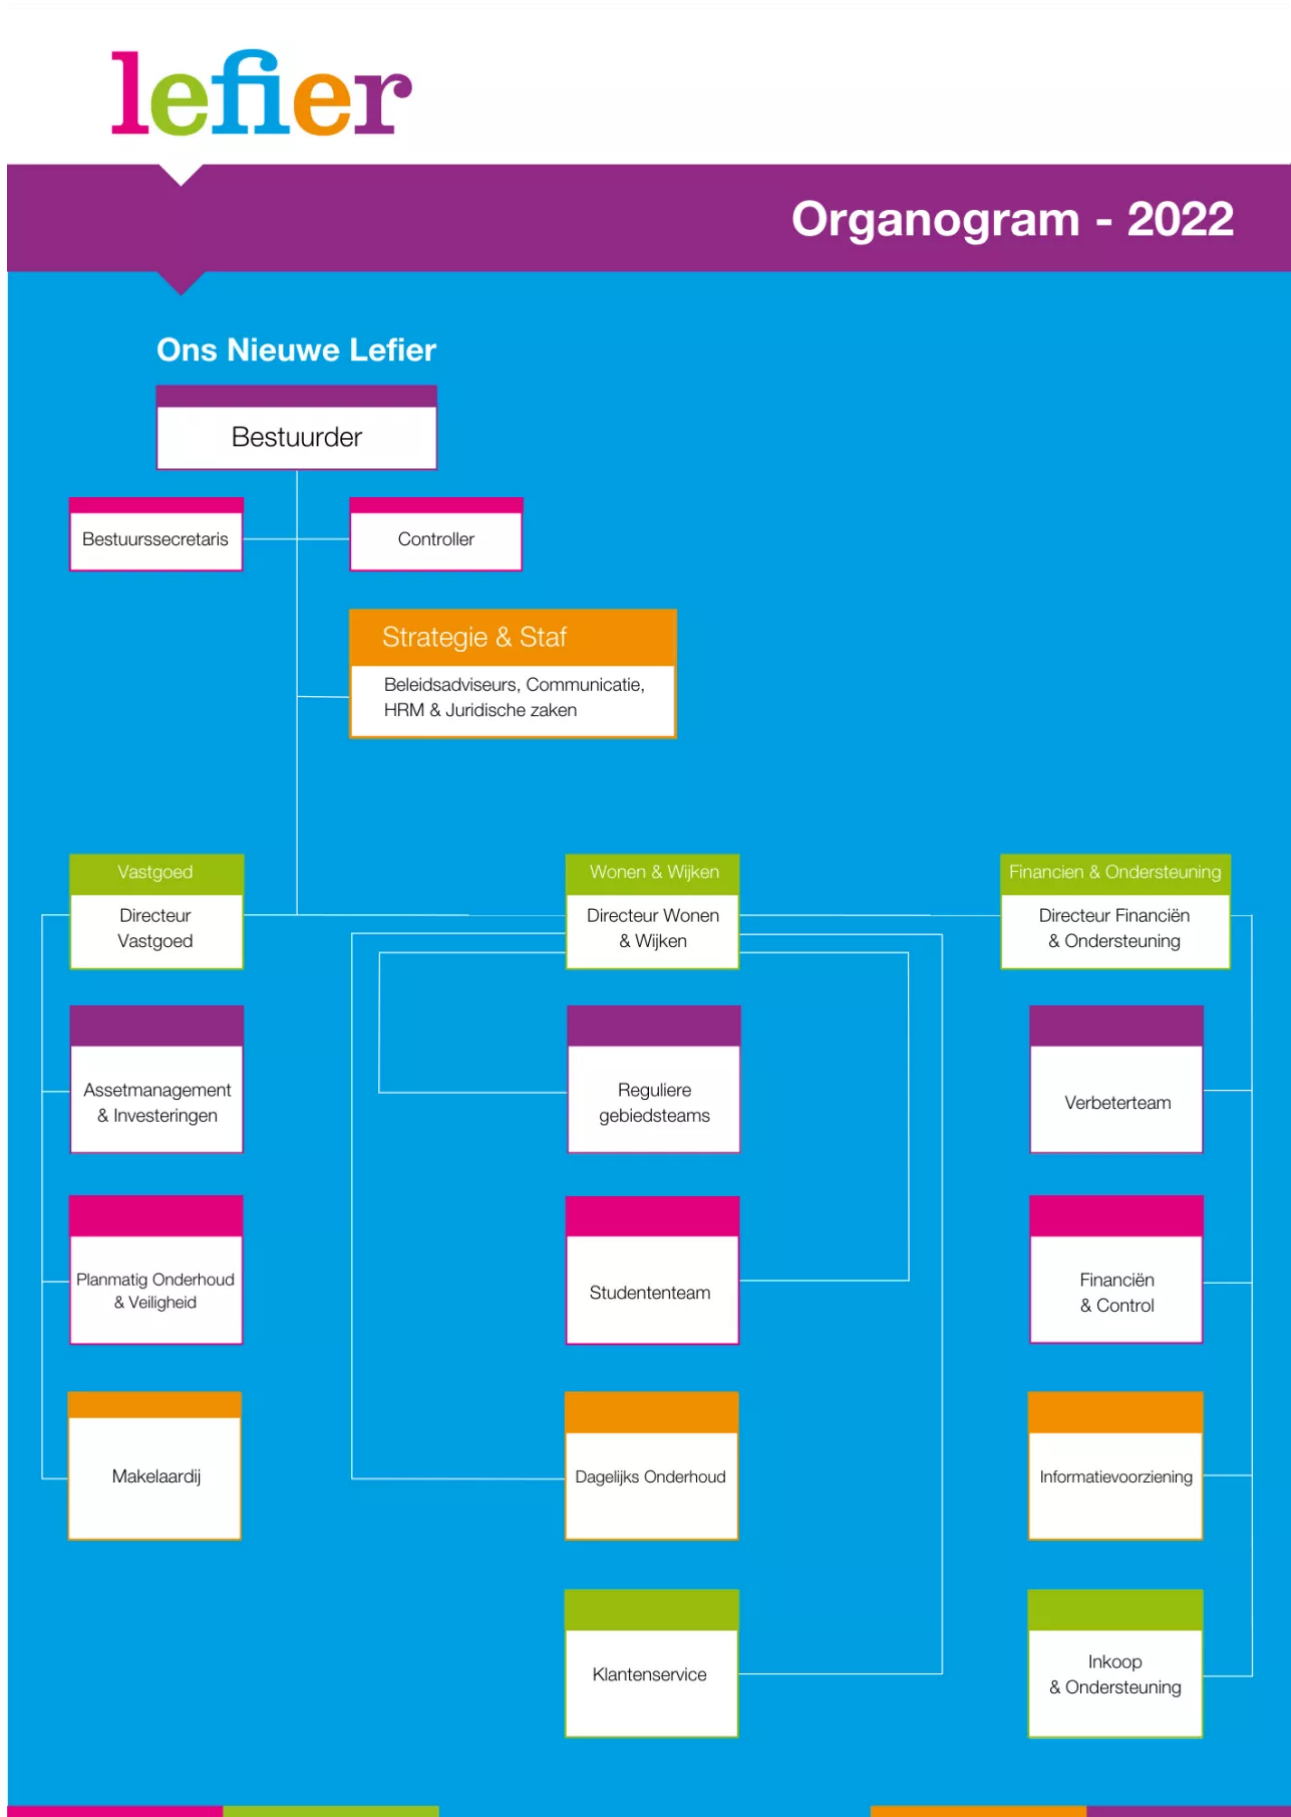 lefier
Organogram - 2022
Ons Nieuwe Lefier
Bestuurder
Bestuurssecretaris
Controller
Strategie & Staf
Beleidsadviseurs, Communicatie,
HRM & Juridische zaken
Vastgoed
Directeur
Vastgoed
Wonen & Wijken
Directeur Wonen
& Wijken
Financien & Ondersteuning
Directeur Financiën
& Ondersteuning
Assetmanagement
& Investeringen
Reguliere
gebiedsteams
Verbeterteam
Planmatig Onderhoud
& Veiligheid
Studententeam
Financiën
& Control
Makelaardij
Dagelijks Onderhoud
Informatievoorziening
Klantenservice
Inkoop
& Ondersteuning